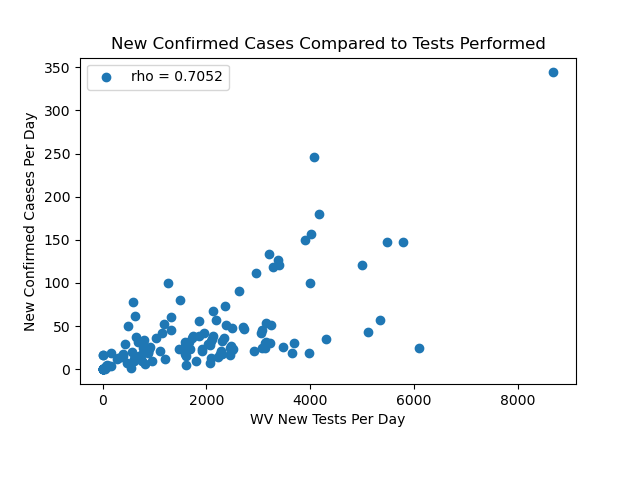 New Confirmed Cases Compared to Tests Performed
rho = 0.7052
New Confirmed Caeses Per Day
350
300
250
200
150
100
50
0
0 2000 4000 6000 8000
WV New Tests Per Day